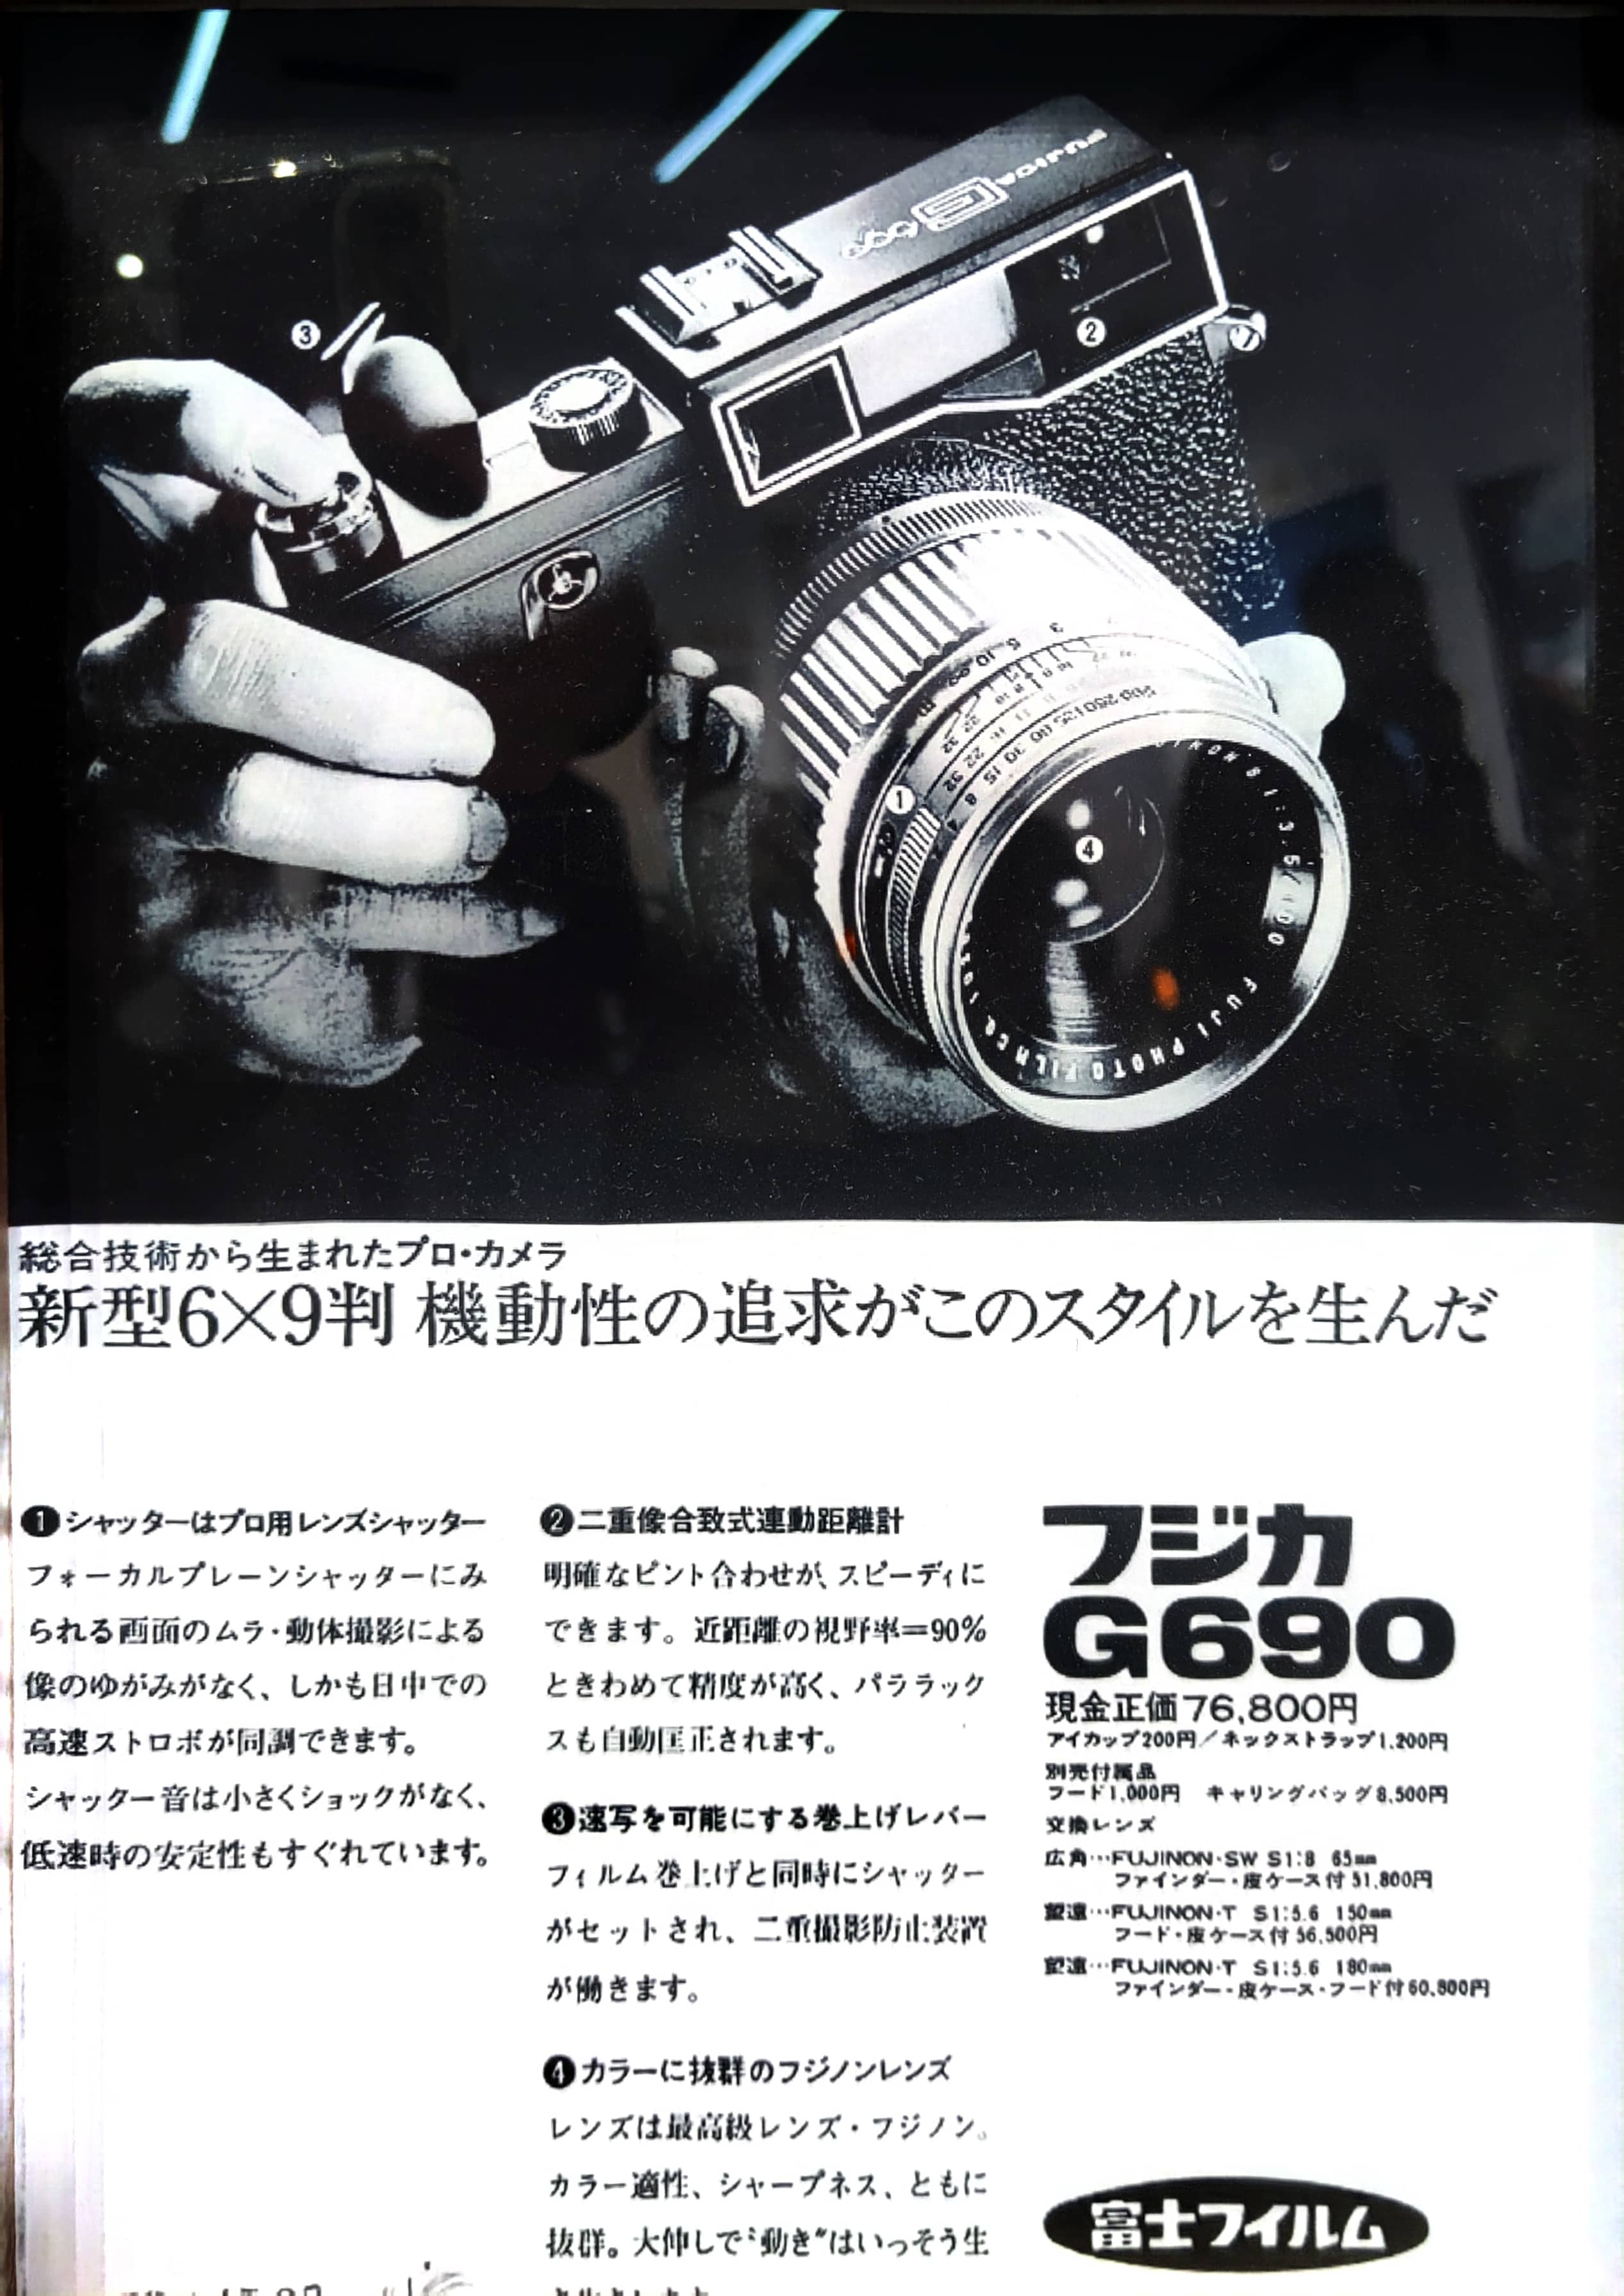 FUJICA
G690
③
②
①
④
総合技術から生まれたプロ・カメラ
新型6×9判 機動性の追求がこのスタイルを生んだ
❶シャッターはプロ用レンズシャッター
フォーカルプレーンシャッターにみ
られる画面のムラ・動体撮影による
像のゆがみがなく、しかも日中での
高速ストロボが同調できます。
シャッター音は小さくショックがなく、
低速時の安定性もすぐれています。
❷二重像合致式連動距離計
明確なピント合わせが、スピーディに
できます。近距離の視野率=90%
ときわめて精度が高く、パララック
スも自動匡正されます。
❸速写を可能にする巻上げレバー
フィルム巻上げと同時にシャッター
がセットされ、二重撮影防止装置
が働きます。
❹カラーに抜群のフジノンレンズ
レンズは最高級レンズ・フジノン。
カラー適性、シャープネス、ともに
抜群。大伸しで“動き”はいっそう生
フジカ
G690
現金正価76,800円
アイカップ200円/ネックストラップ1,200円
別売付属品
フード1,000円 キャリングバッグ8,500円
交換レンズ
広角…FUJINON・SW S1:8 65mm
ファインダー・皮ケース付51,800円
望遠…FUJINON・T S1:5.6 150mm
フード・皮ケース付56,500円
望遠…FUJINON・T S1:5.6 180mm
ファインダー・皮ケース・フード付60,800円
富士フイルム